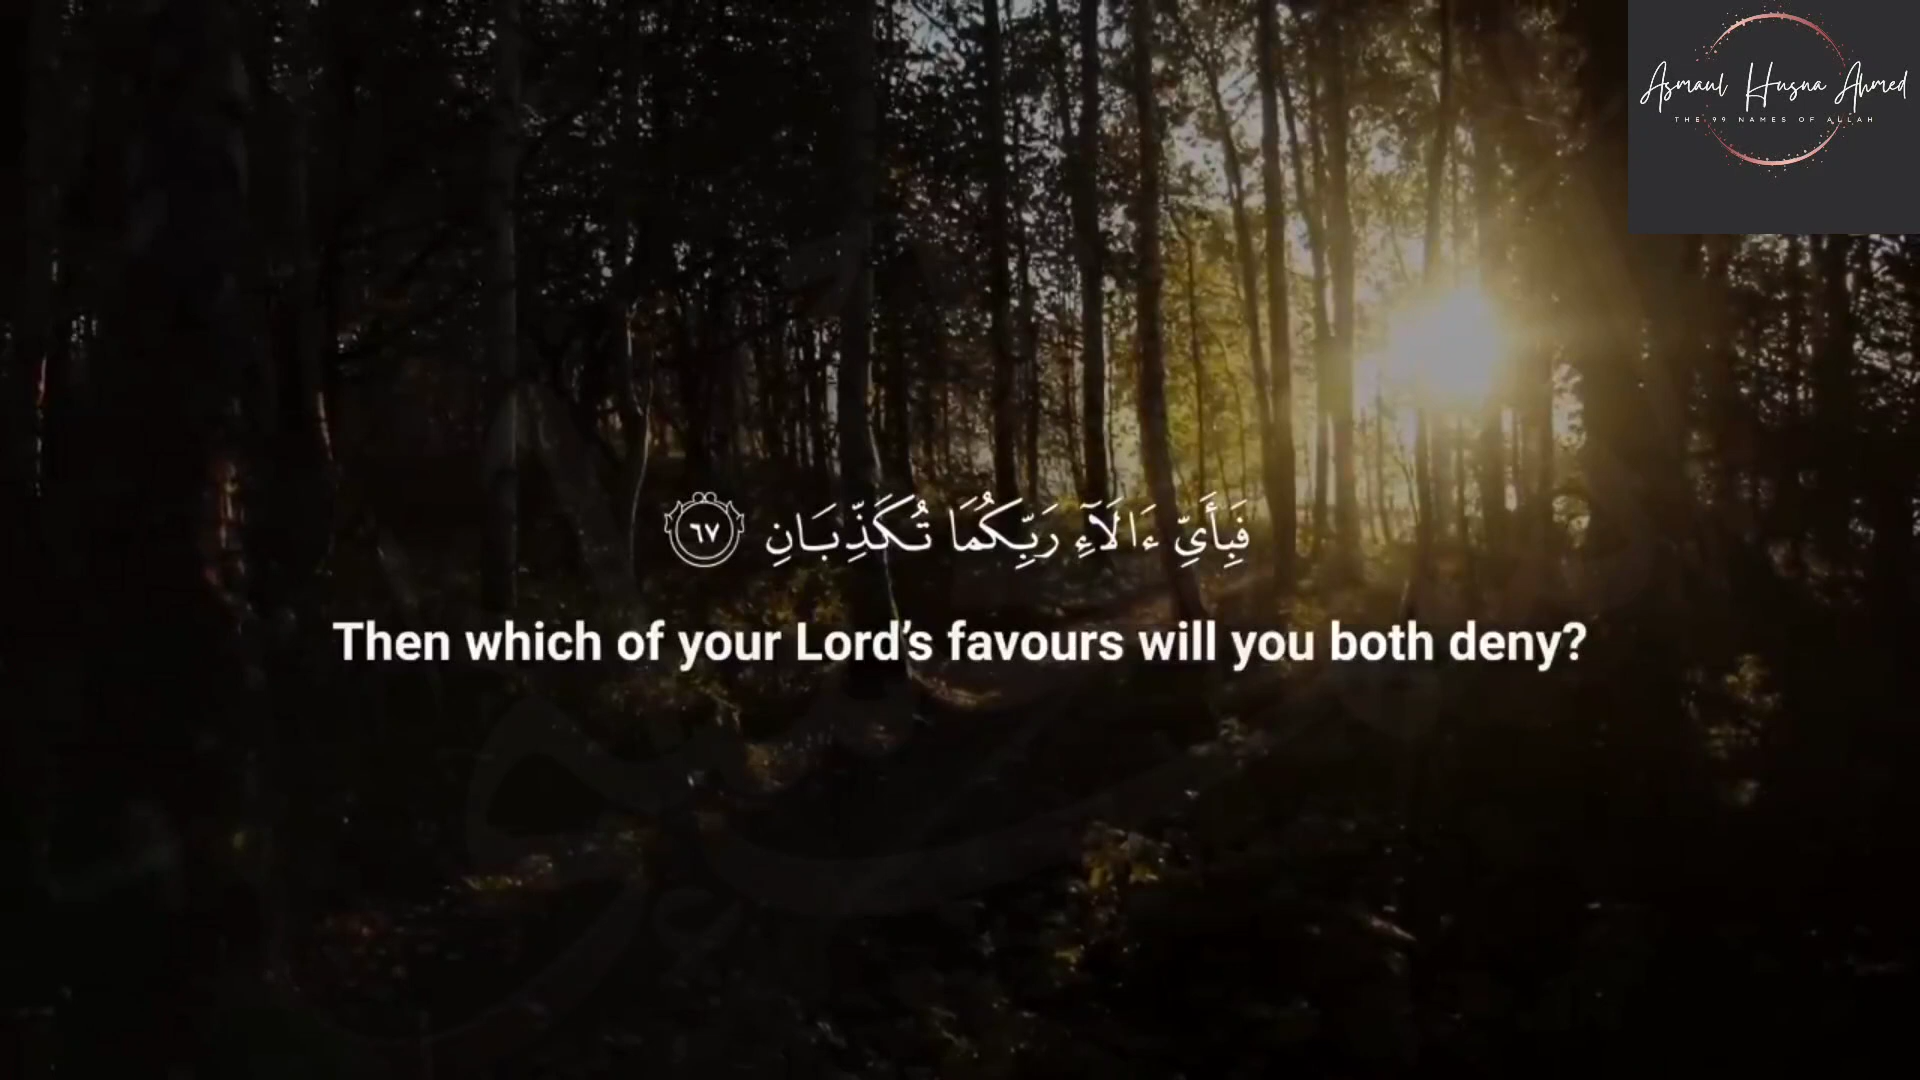 Asmaul Husna Ahmed
THE 99 NAMES OF ALLAH
فَبِأَيِّ ءَالَآءِ رَبِّكُمَا تُكَذِّبَانِ ٦٧
Then which of your Lord’s favours will you both deny?